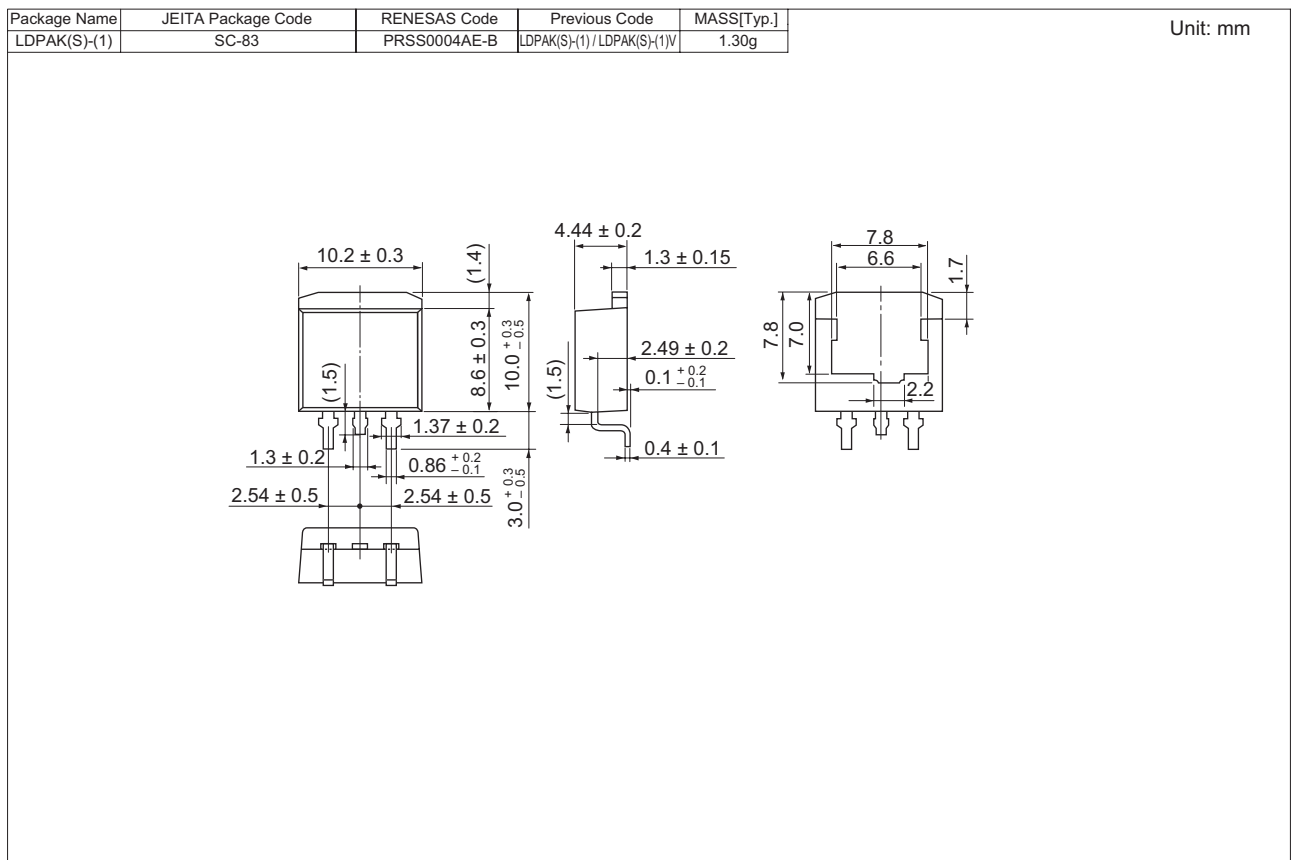 Package Name JEITA Package Code RENESAS Code Previous Code MASS[Typ.]
LDPAK(S)-(1) SC-83 PRSS0004AE-B LDPAK(S)-(1) / LDPAK(S)-(1)V 1.30g
Unit: mm
10.2 ± 0.3
(1.4)
8.6 ± 0.3
10.0 + 0.3 – 0.5
(1.5)
1.37 ± 0.2
1.3 ± 0.2
0.86 + 0.2 – 0.1
2.54 ± 0.5
2.54 ± 0.5
3.0 + 0.3 – 0.5
4.44 ± 0.2
1.3 ± 0.15
2.49 ± 0.2
(1.5)
0.1 + 0.2 – 0.1
0.4 ± 0.1
7.8
6.6
1.7
7.8
7.0
2.2